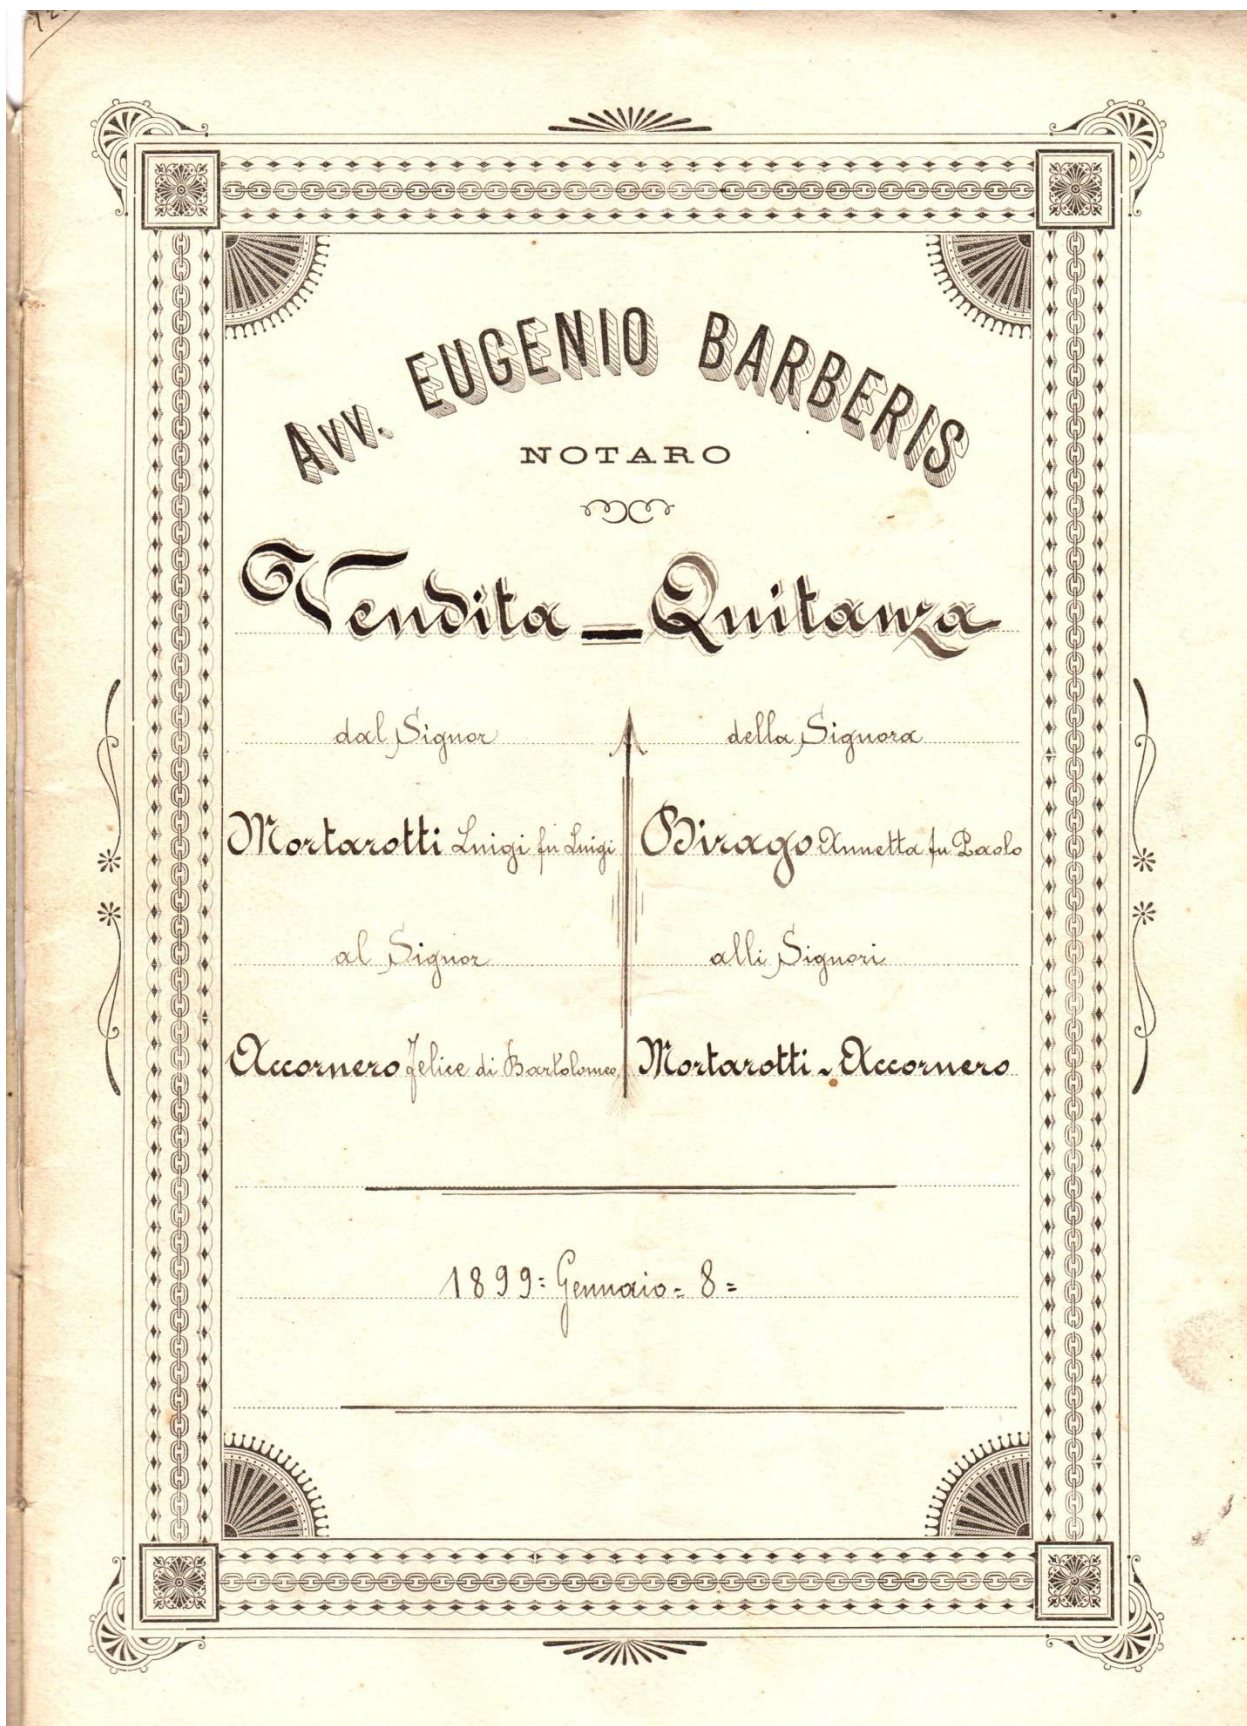 Avv. EUGENIO BARBERIS
NOTARO
Vendita = Quitanza
dal Signor
Mortarotti Luigi fu Luigi
al Signor
Accornero Felice di Bartolomeo
della Signora
Birago Annetta fu Paolo
alli Signori
Mortarotti - Accornero
1899 = Gennaio = 8 =